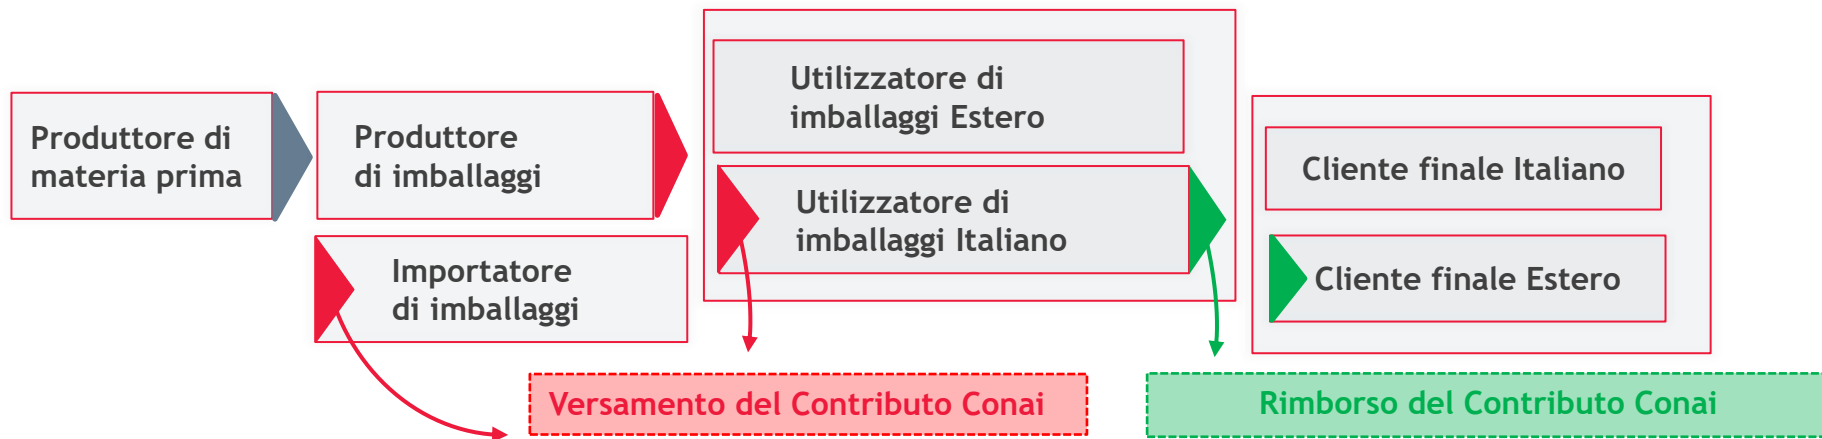 Produttore di
materia prima
Produttore
di imballaggi
Importatore
di imballaggi
Utilizzatore di
imballaggi Estero
Utilizzatore di
imballaggi Italiano
Cliente finale Italiano
Cliente finale Estero
Versamento del Contributo Conai
Rimborso del Contributo Conai